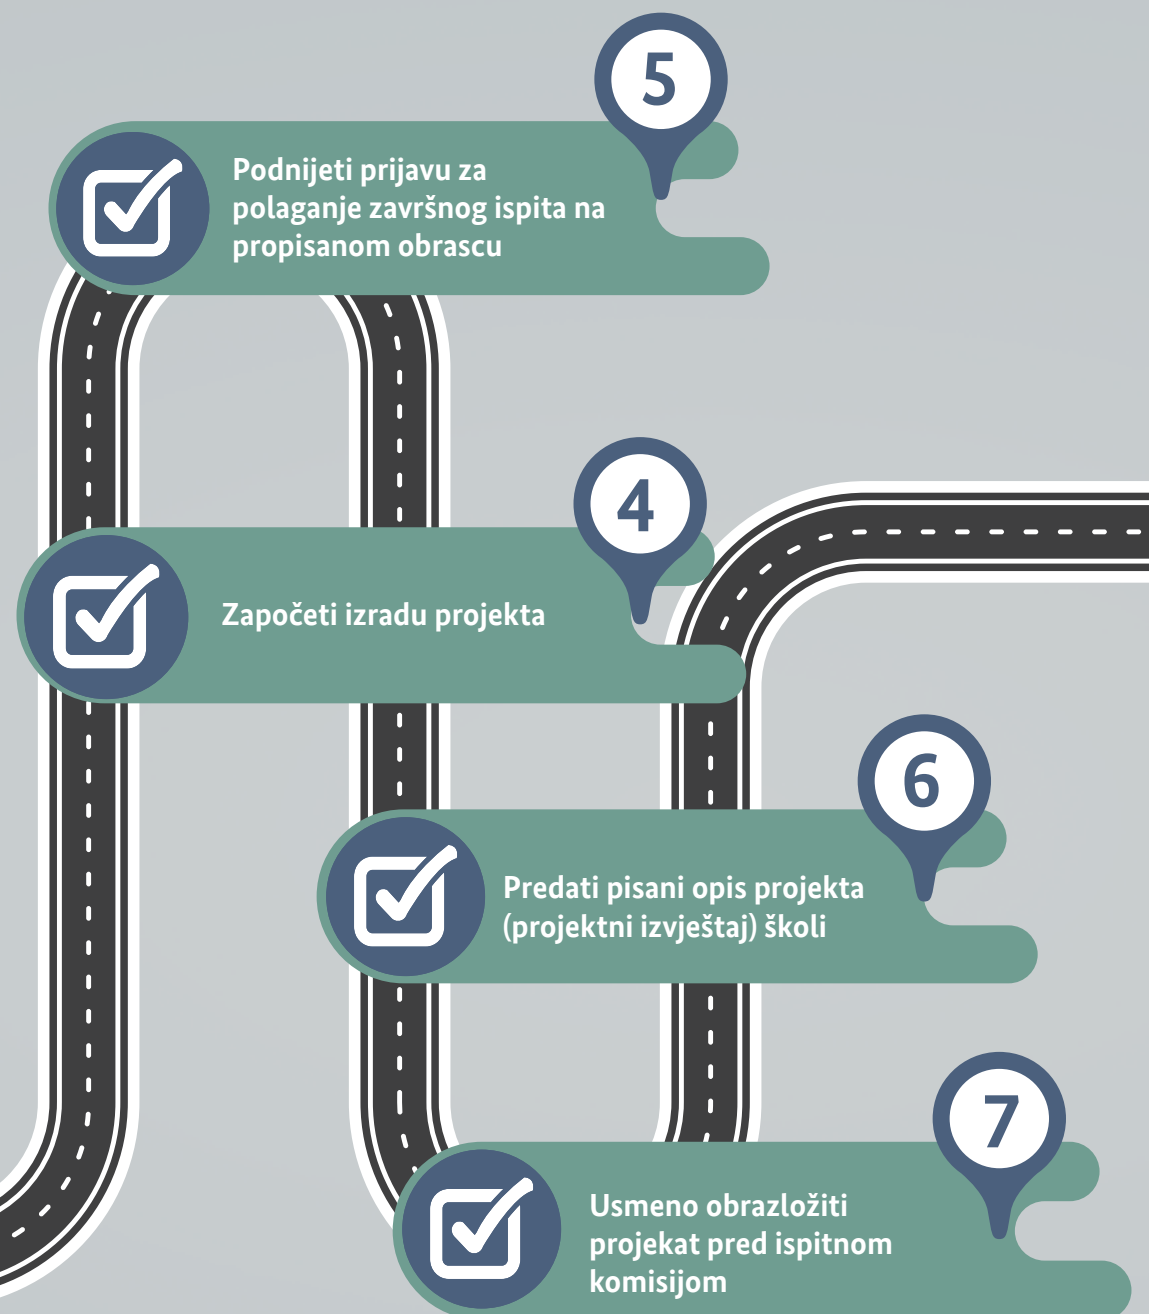 5
Podnijeti prijavu za
polaganje završnog ispita na
propisanom obrascu
4
Započeti izradu projekta
6
Predati pisani opis projekta
(projektni izvještaj) školi
7
Usmeno obrazložiti
projekat pred ispitnom
komisijom